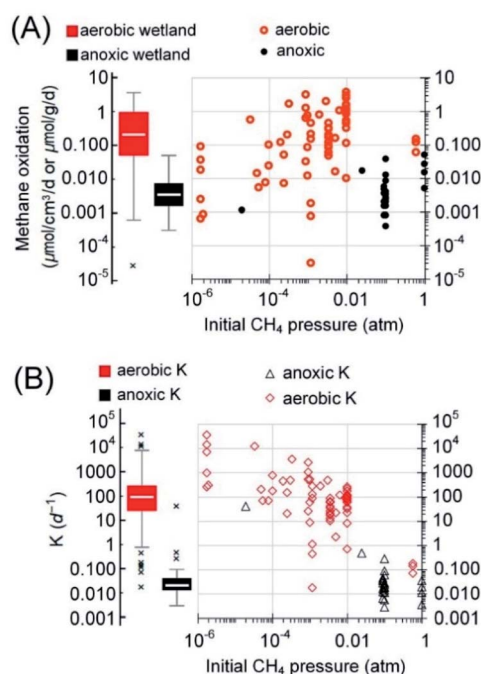 (A)
aerobic wetland
anoxic wetland
aerobic
anoxic
Methane oxidation
(μmol/cm³/d or μmol/g/d)
1
0.100
0.010
0.001
10⁻⁴
10⁻⁵
10
1
0.100
0.010
0.001
10⁻⁴
10⁻⁵
10⁻⁶
10⁻⁴
0.01
1
Initial CH₄ pressure (atm)
(B)
aerobic K
anoxic K
anoxic K
aerobic K
K (d⁻¹)
10⁵
10⁴
1000
100
10
1
0.100
0.010
0.001
10⁵
10⁴
1000
100
10
1
0.100
0.010
0.001
10⁻⁶
10⁻⁴
0.01
1
Initial CH₄ pressure (atm)